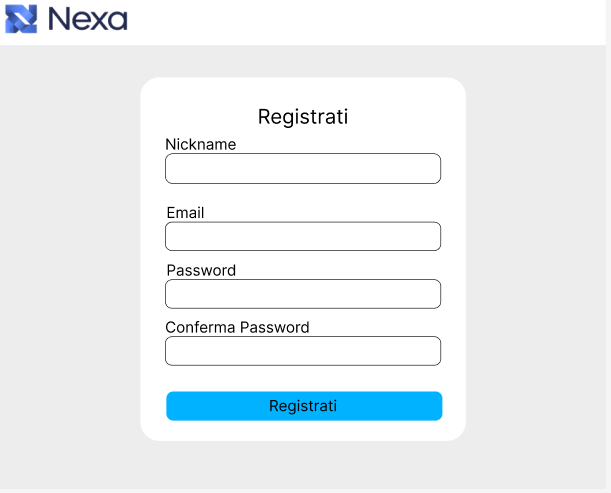 Nexa
Registrati
Nickname
Email
Password
Conferma Password
Registrati